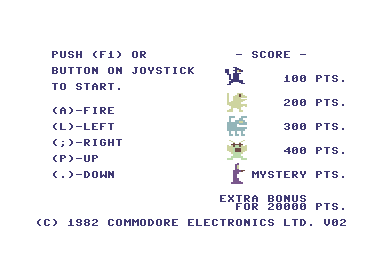 PUSH (F1) OR
BUTTON ON JOYSTICK
TO START.
(A)-FIRE
(L)-LEFT
(;)-RIGHT
(P)-UP
(.)-DOWN
- SCORE -
100 PTS.
200 PTS.
300 PTS.
400 PTS.
MYSTERY PTS.
EXTRA BONUS
FOR 20000 PTS.
(C) 1982 COMMODORE ELECTRONICS LTD. V02